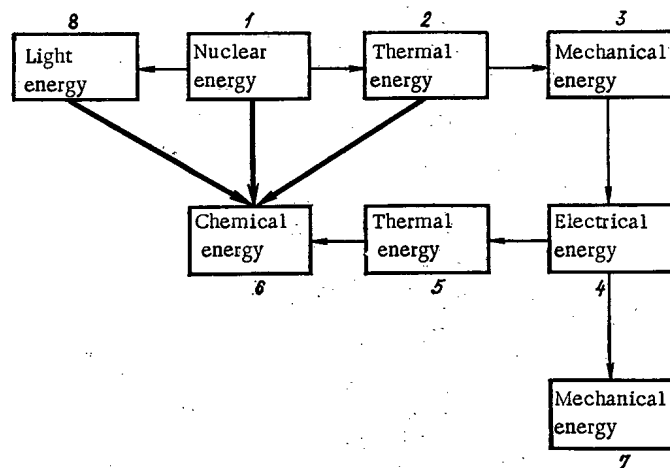 8
1
2
3
Light
energy
Nuclear
energy
Thermal
energy
Mechanical
energy
Chemical
energy
Thermal
energy
Electrical
energy
6
5
4
Mechanical
energy
7